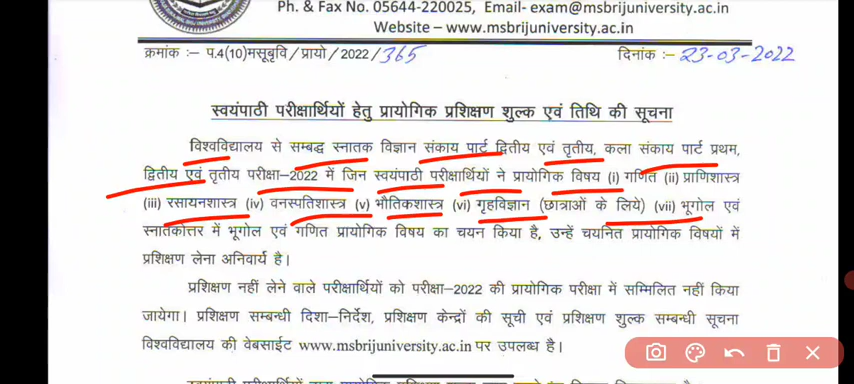 Ph. & Fax No. 05644-220025, Email- exam@msbrijuniversity.ac.in
Website – www.msbrijuniversity.ac.in
क्रमांक :– प.4(10)मसूबृवि/प्रायो/2022/365 दिनांक :– 23-03-2022
स्वयंपाठी परीक्षार्थियों हेतु प्रायोगिक प्रशिक्षण शुल्क एवं तिथि की सूचना
विश्वविद्यालय से सम्बद्ध स्नातक विज्ञान संकाय पार्ट द्वितीय एवं तृतीय, कला संकाय पार्ट प्रथम,
द्वितीय एवं तृतीय परीक्षा–2022 में जिन स्वयंपाठी परीक्षार्थियों ने प्रायोगिक विषय (i) गणित (ii) प्राणिशास्त्र
(iii) रसायनशास्त्र (iv) वनस्पतिशास्त्र (v) भौतिकशास्त्र (vi) गृहविज्ञान (छात्राओं के लिये) (vii) भूगोल एवं
स्नातकोत्तर में भूगोल एवं गणित प्रायोगिक विषय का चयन किया है, उन्हें चयनित प्रायोगिक विषयों में
प्रशिक्षण लेना अनिवार्य है।
प्रशिक्षण नहीं लेने वाले परीक्षार्थियों को परीक्षा–2022 की प्रायोगिक परीक्षा में सम्मिलित नहीं किया
जायेगा। प्रशिक्षण सम्बन्धी दिशा–निर्देश, प्रशिक्षण केन्द्रों की सूची एवं प्रशिक्षण शुल्क सम्बन्धी सूचना
विश्वविद्यालय की वेबसाईट www.msbrijuniversity.ac.in पर उपलब्ध है।